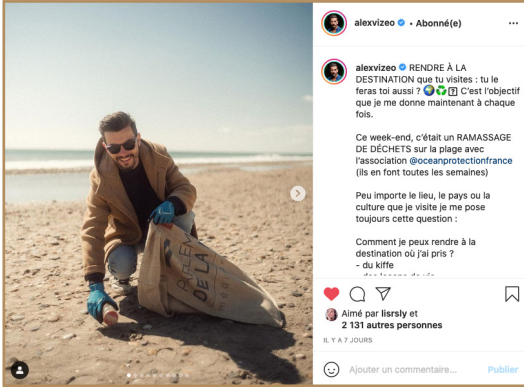 alexvizeo • Abonné(e)
...
alexvizeo RENDRE À LA
DESTINATION que tu visites : tu le
feras toi aussi ? 🌍♻️? C'est l'objectif
que je me donne maintenant à chaque
fois.
Ce week-end, c'était un RAMASSAGE
DE DÉCHETS sur la plage avec
l'association @oceanprotectionfrance
(ils en font toutes les semaines)
Peu importe le lieu, le pays ou la
culture que je visite je me pose
toujours cette question :
Comment je peux rendre à la
destination où j'ai pris ?
- du kiffe
DE LA
Aimé par lisrsly et
2 131 autres personnes
IL Y A 7 JOURS
Ajouter un commentaire... Publier